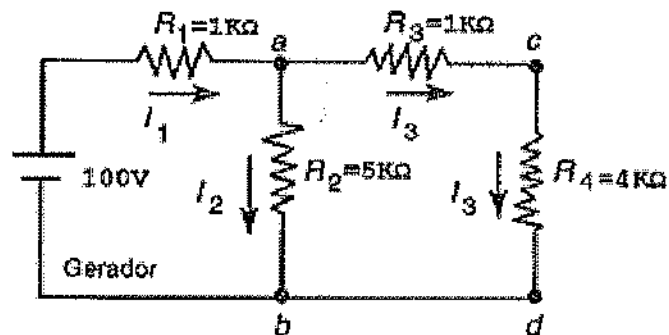 R1=1KΩ
a
R3=1KΩ
c
I1
I3
100V
I2
R2=5KΩ
I3
R4=4KΩ
Gerador
b
d